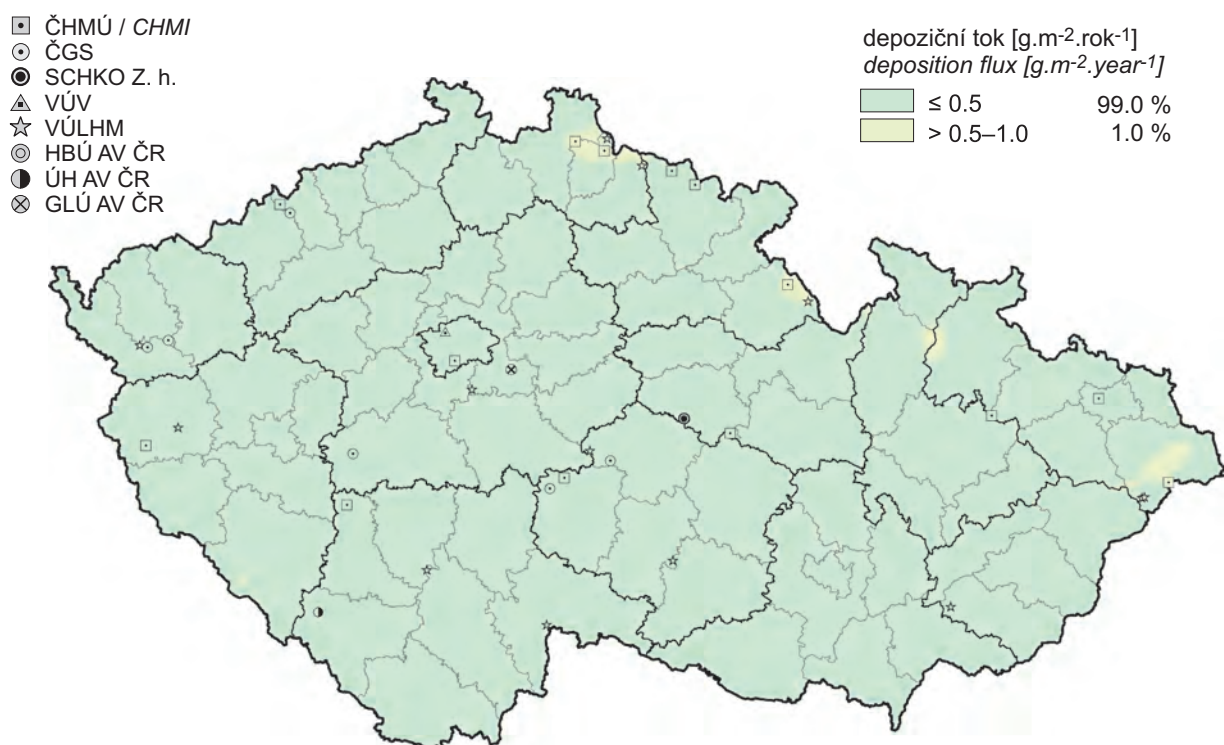 ČHMÚ / CHMI
ČGS
SCHKO Z. h.
VÚV
VÚLHM
HBÚ AV ČR
ÚH AV ČR
GLÚ AV ČR
depoziční tok [g.m-2.rok-1]
deposition flux [g.m-2.year-1]
≤ 0.5 99.0 %
> 0.5–1.0 1.0 %